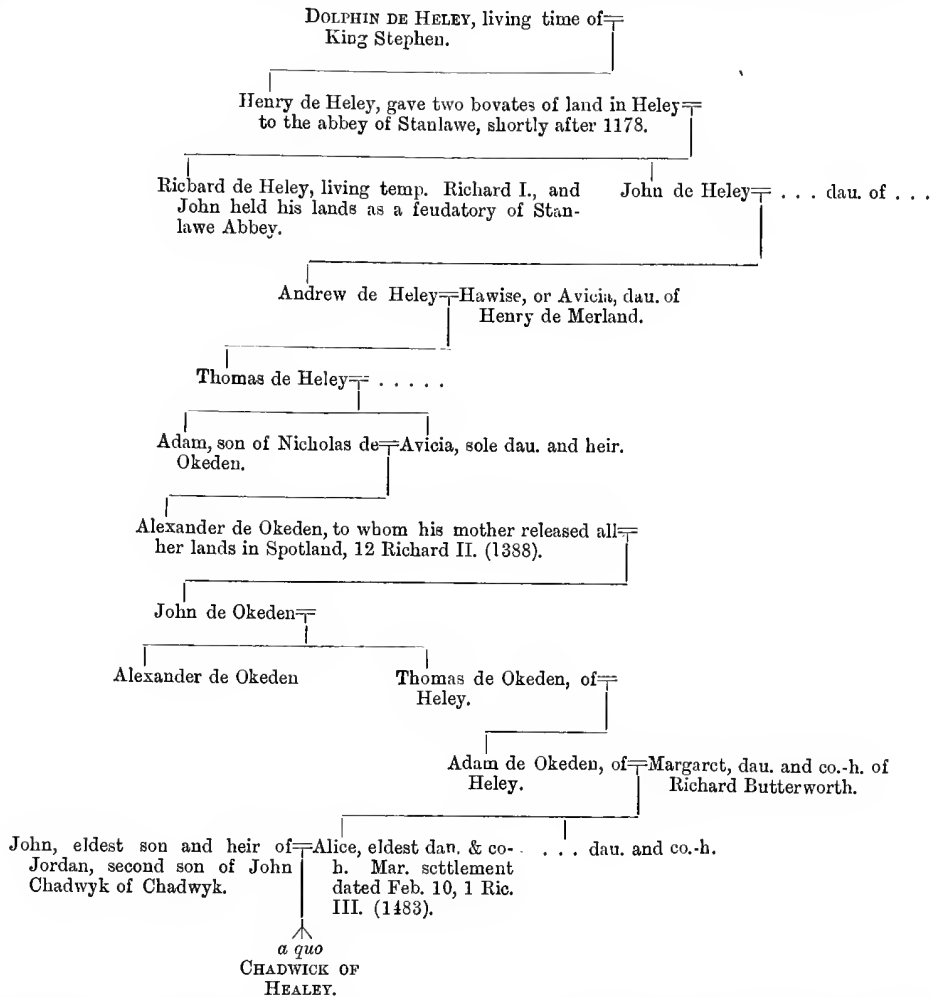 DOLPHIN DE HELEY, living time of
King Stephen.
Henry de Heley, gave two bovates of land in Heley
to the abbey of Stanlawe, shortly after 1178.
Richard de Heley, living temp. Richard I., and
John held his lands as a feudatory of Stan-
lawe Abbey.
John de Heley . . . dau. of . . .
Andrew de Heley Hawise, or Avicia, dau. of
Henry de Merland.
Thomas de Heley . . . . .
Adam, son of Nicholas de
Okeden.
Avicia, sole dau. and heir.
Alexander de Okeden, to whom his mother released all
her lands in Spotland, 12 Richard II. (1388).
John de Okeden
Alexander de Okeden
Thomas de Okeden, of
Heley.
Adam de Okeden, of
Heley.
Margaret, dau. and co.-h. of
Richard Butterworth.
John, eldest son and heir of
Jordan, second son of John
Chadwyk of Chadwyk.
Alice, eldest dau. & co-
h. Mar. settlement
dated Feb. 10, 1 Ric.
III. (1483).
. . . dau. and co.-h.
a quo
CHADWICK OF
HEALEY.